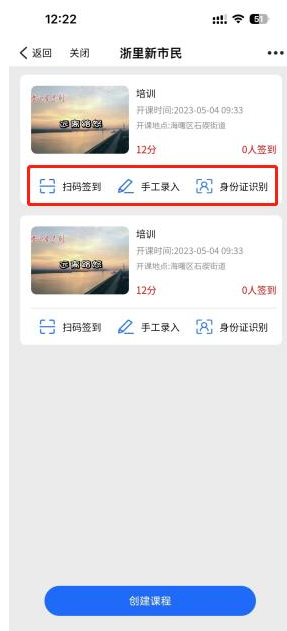 12:22
返回 关闭 浙里新市民
培训
开课时间:2023-05-04 09:33
开课地点:海曙区石碶街道
12分 0人签到
扫码签到 手工录入 身份证识别
培训
开课时间:2023-05-04 09:33
开课地点:海曙区石碶街道
12分 0人签到
扫码签到 手工录入 身份证识别
创建课程